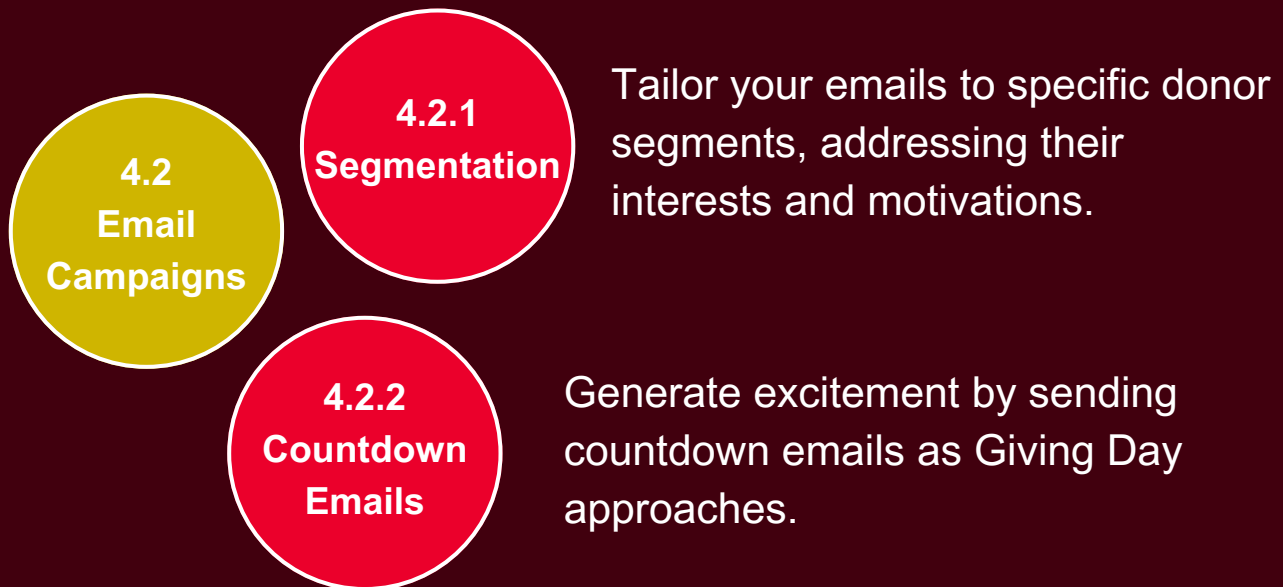 4.2
Email
Campaigns
4.2.1
Segmentation
Tailor your emails to specific donor
segments, addressing their
interests and motivations.
4.2.2
Countdown
Emails
Generate excitement by sending
countdown emails as Giving Day
approaches.